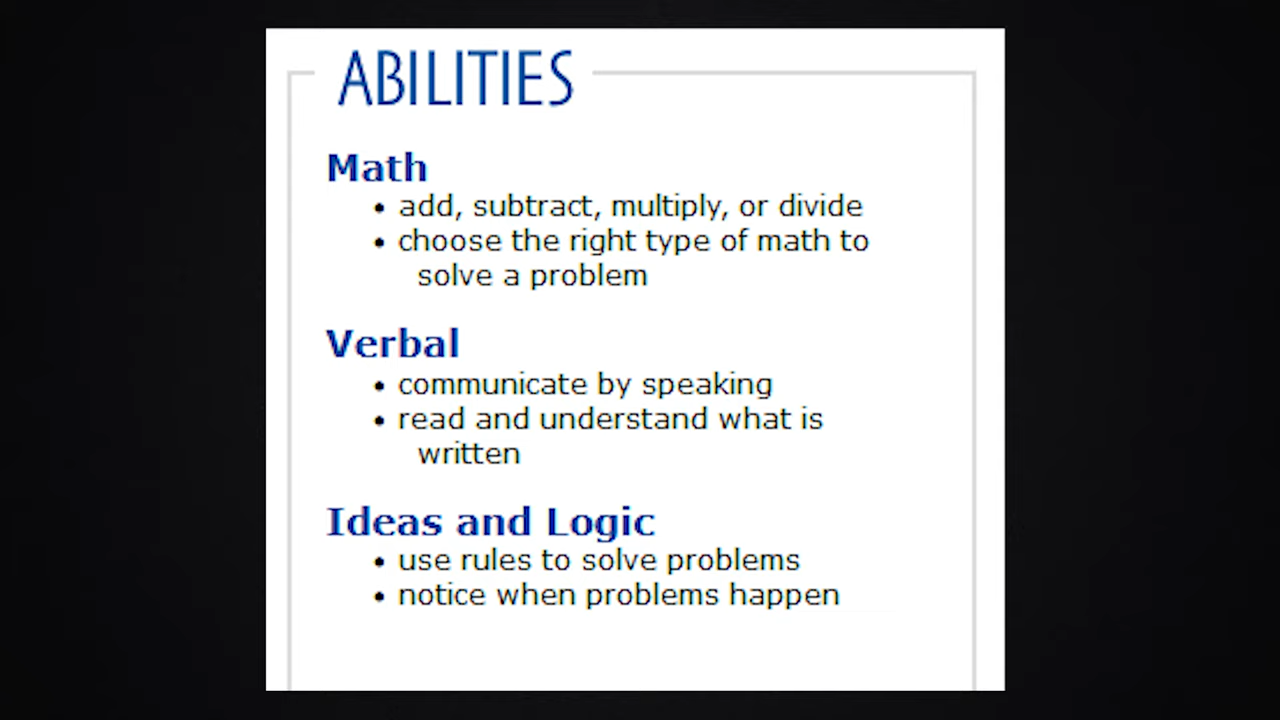 ABILITIES
Math
• add, subtract, multiply, or divide
• choose the right type of math to
solve a problem
Verbal
• communicate by speaking
• read and understand what is
written
Ideas and Logic
• use rules to solve problems
• notice when problems happen